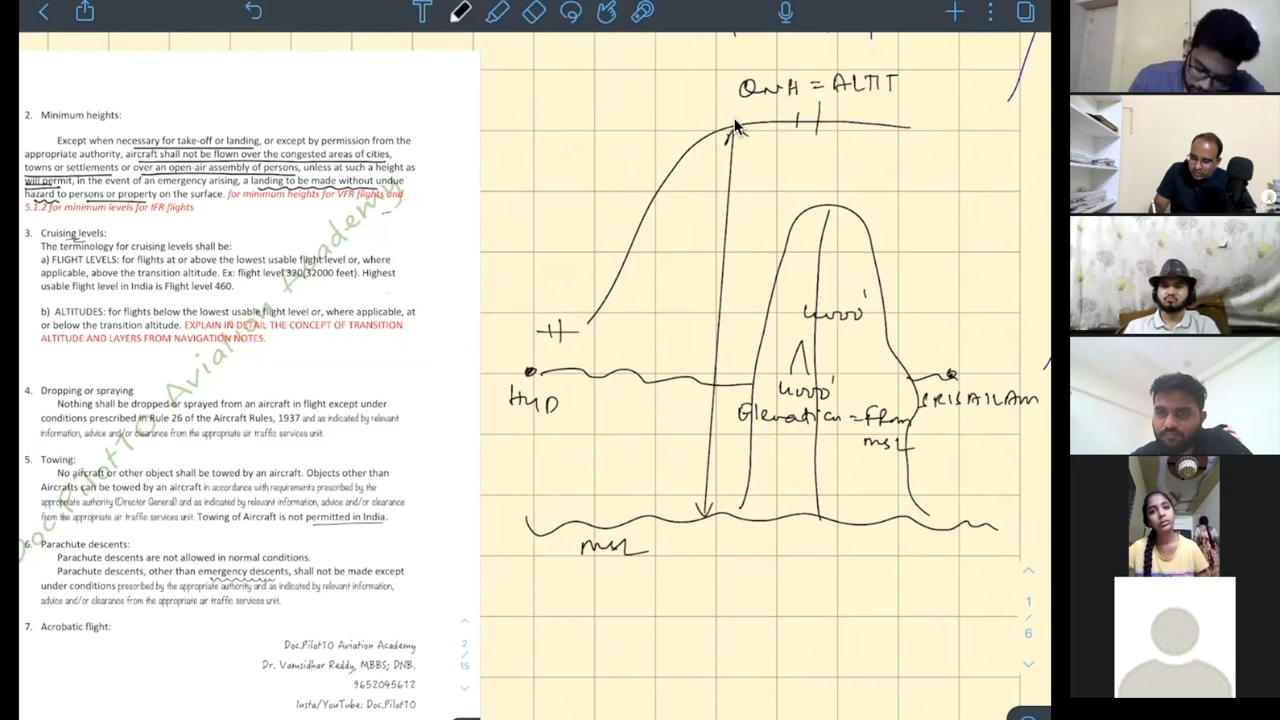 2. Minimum heights:
Except when necessary for take-off or landing, or except by permission from the
appropriate authority, aircraft shall not be flown over the congested areas of cities,
towns or settlements or over an open-air assembly of persons, unless at such a height as
will permit, in the event of an emergency arising, a landing to be made without undue
hazard to persons or property on the surface. for minimum heights for VFR flights and
5.1.2 for minimum levels for IFR flights
3. Cruising levels:
The terminology for cruising levels shall be:
a) FLIGHT LEVELS: for flights at or above the lowest usable flight level or, where
applicable, above the transition altitude. Ex: flight level 320(32000 feet). Highest
usable flight level in India is Flight level 460.
b) ALTITUDES: for flights below the lowest usable flight level or, where applicable, at
or below the transition altitude. EXPLAIN IN DETAIL THE CONCEPT OF TRANSITION
ALTITUDE AND LAYERS FROM NAVIGATION NOTES.
4. Dropping or spraying
Nothing shall be dropped or sprayed from an aircraft in flight except under
conditions prescribed in Rule 26 of the Aircraft Rules, 1937 and as indicated by relevant
information, advice and/or clearance from the appropriate air traffic services unit.
5. Towing:
No aircraft or other object shall be towed by an aircraft. Objects other than
Aircrafts can be towed by an aircraft in accordance with requirements prescribed by the
appropriate authority (Director General) and as indicated by relevant information, advice and/or clearance
from the appropriate air traffic services unit. Towing of Aircraft is not permitted in India.
6. Parachute descents:
Parachute descents are not allowed in normal conditions.
Parachute descents, other than emergency descents, shall not be made except
under conditions prescribed by the appropriate authority and as indicated by relevant information,
advice and/or clearance from the appropriate air traffic services unit.
7. Acrobatic flight:
Doc.Pilot10 Aviation Academy
Dr. Vamsidhar Reddy, MBBS; DNB.
9652045612
Insta/YouTube: Doc.Pilot10
Doc.Pilot10 Aviation Academy
2
15
QNH = ALTIT
4000'
4000'
Elevation = From
MSL
HYD
SRISAILAM
MSL
1
6